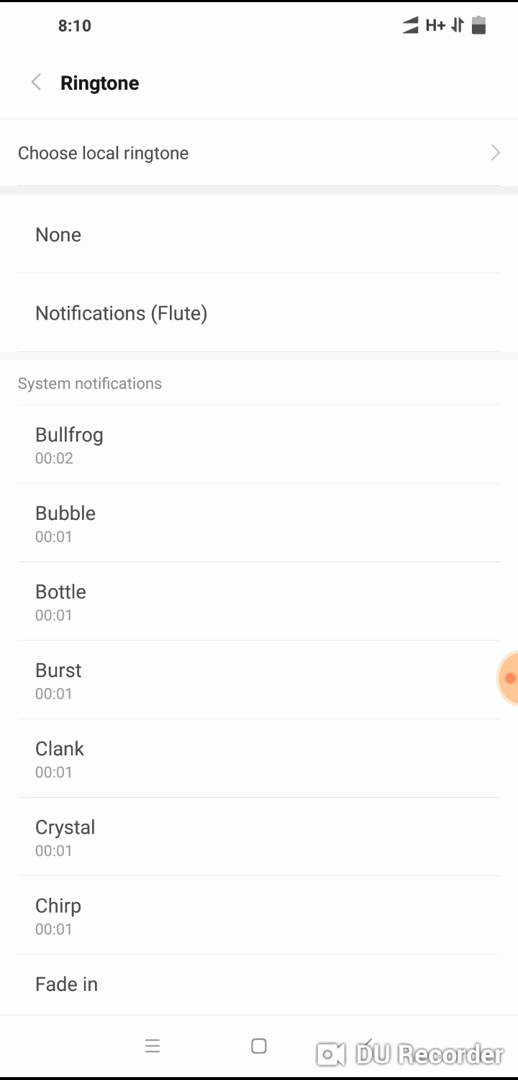 8:10 H+
Ringtone
Choose local ringtone
None
Notifications (Flute)
System notifications
Bullfrog
00:02
Bubble
00:01
Bottle
00:01
Burst
00:01
Clank
00:01
Crystal
00:01
Chirp
00:01
Fade in
DU Recorder